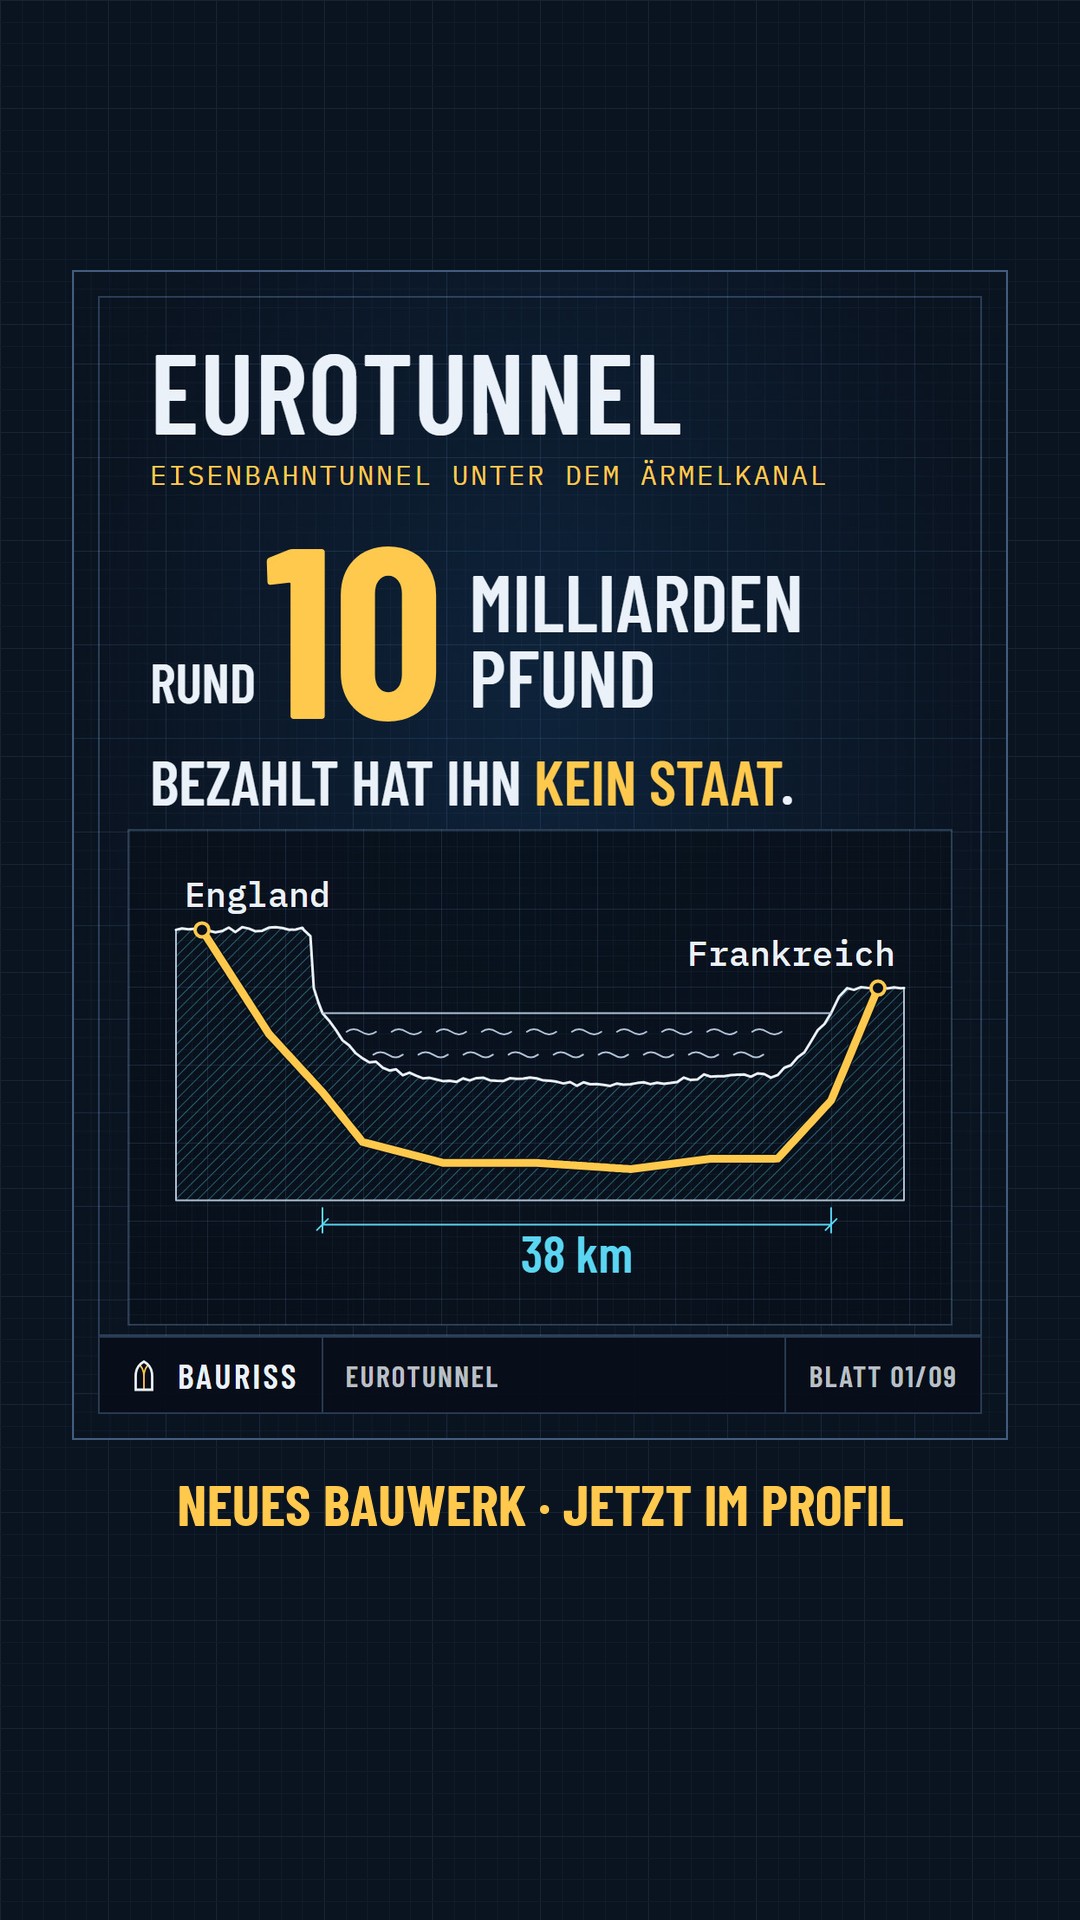 EUROTUNNEL
EISENBAHNTUNNEL UNTER DEM ÄRMELKANAL
RUND 10 MILLIARDEN
PFUND
BEZAHLT HAT IHN KEIN STAAT.
England
Frankreich
38 km
BAURISS
EUROTUNNEL
BLATT 01/09
NEUES BAUWERK · JETZT IM PROFIL